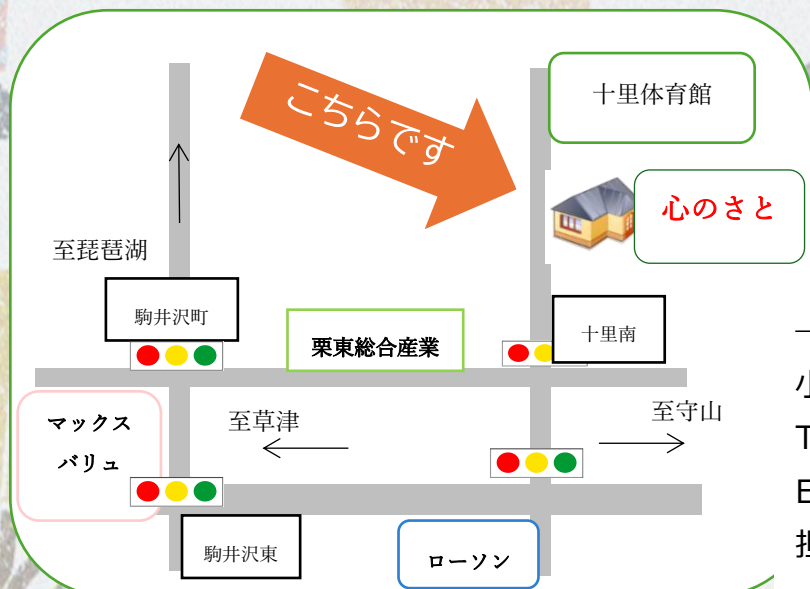 こちらです
十里体育館
心のさと
至琵琶湖
駒井沢町
栗東総合産業
十里南
マックス
バリュ
至草津
至守山
駒井沢東
ローソン